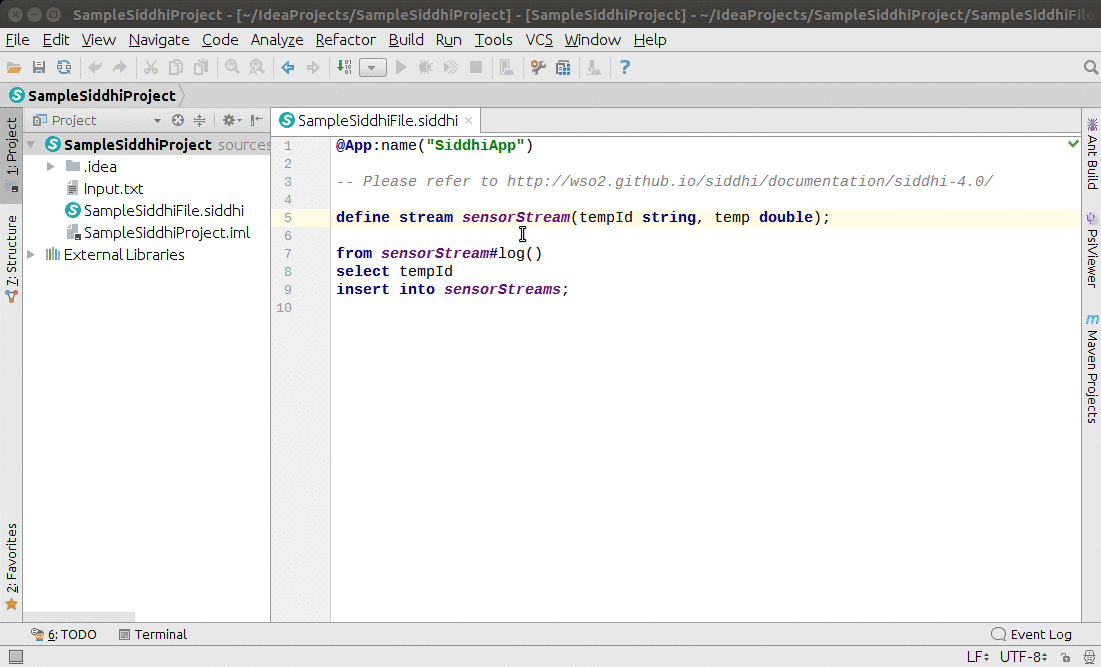 SampleSiddhiProject - [~/IdeaProjects/SampleSiddhiProject] - [SampleSiddhiProject] - ~/IdeaProjects/SampleSiddhiProject/SampleSiddhiFile
File Edit View Navigate Code Analyze Refactor Build Run Tools VCS Window Help
SampleSiddhiProject
1: Project
7: Structure
2: Favorites
Project
SampleSiddhiProject sources
.idea
Input.txt
SampleSiddhiFile.siddhi
SampleSiddhiProject.iml
External Libraries
SampleSiddhiFile.siddhi
1 @App:name("SiddhiApp")
2
3 -- Please refer to http://wso2.github.io/siddhi/documentation/siddhi-4.0/
4
5 define stream sensorStream(tempId string, temp double);
6
7 from sensorStream#log()
8 select tempId
9 insert into sensorStreams;
10
Ant Build
PsiViewer
m Maven Projects
6: TODO Terminal Event Log
LF UTF-8